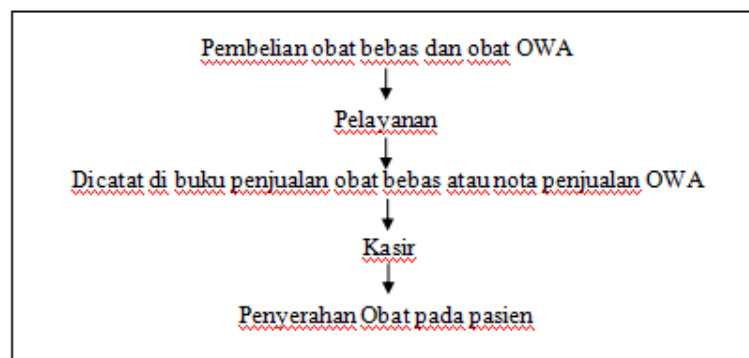 Pembelian obat bebas dan obat OWA
Pelayanan
Dicatat di buku penjualan obat bebas atau nota penjualan OWA
Kasir
Penyerahan Obat pada pasien